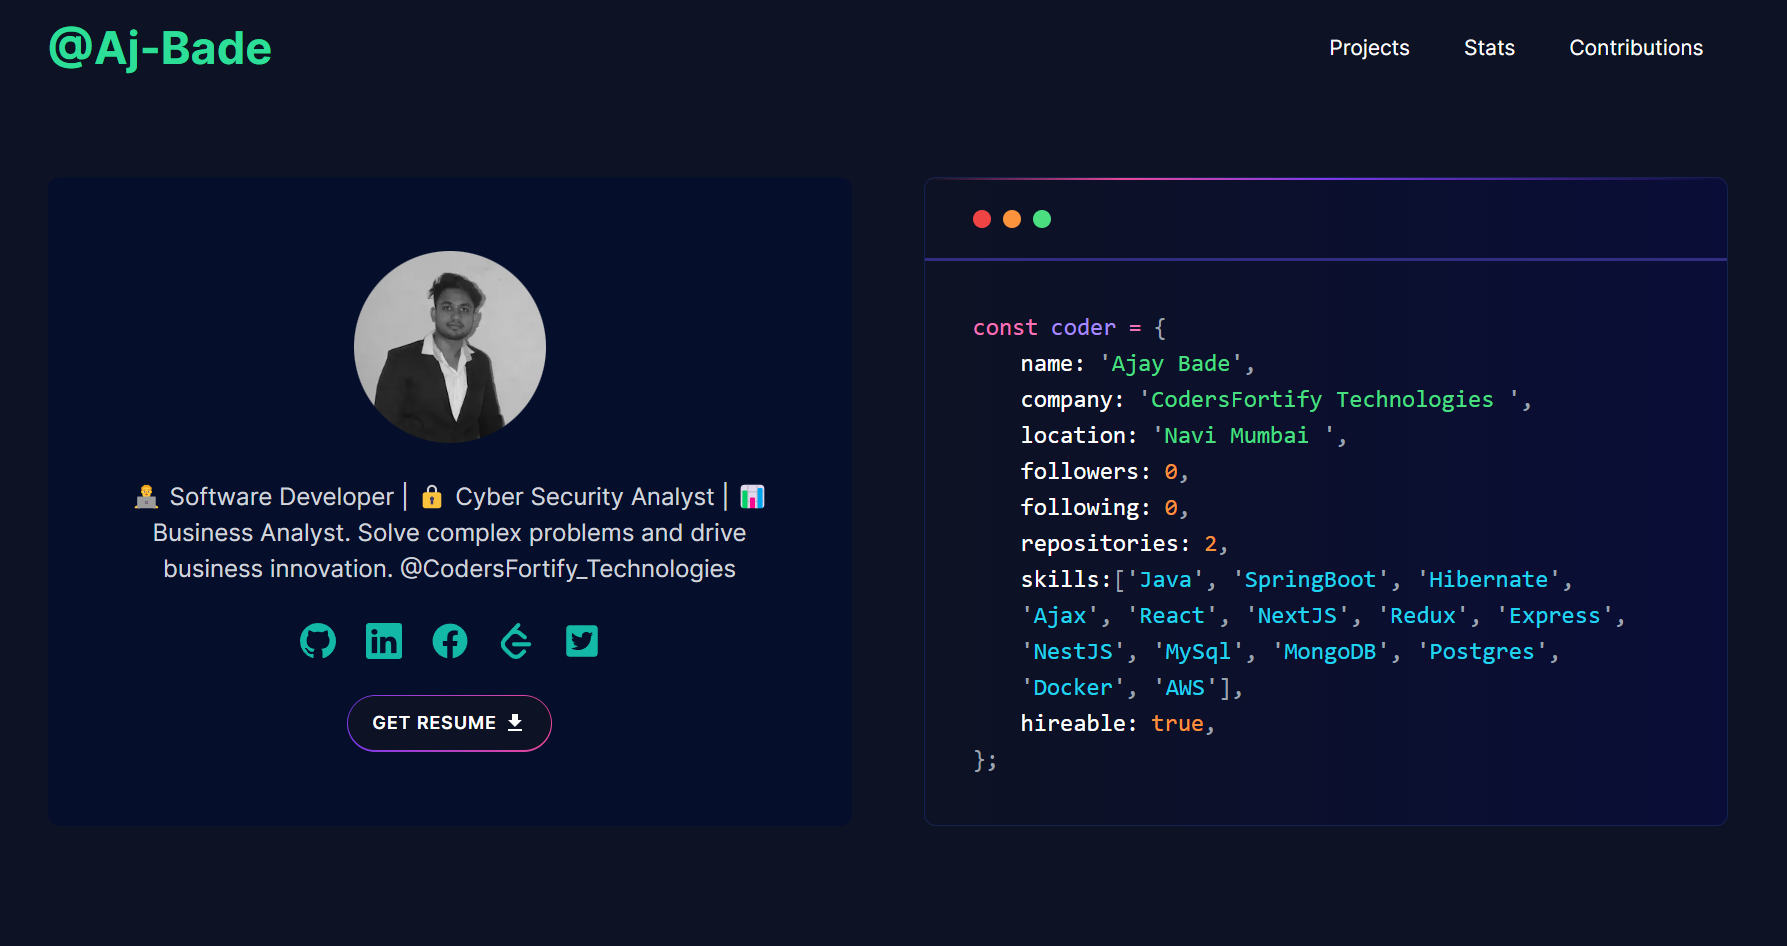 @Aj-Bade
Projects Stats Contributions
👨‍💻 Software Developer | 🔒 Cyber Security Analyst | 📊
Business Analyst. Solve complex problems and drive
business innovation. @CodersFortify_Technologies
GET RESUME
const coder = {
name: 'Ajay Bade',
company: 'CodersFortify Technologies ',
location: 'Navi Mumbai ',
followers: 0,
following: 0,
repositories: 2,
skills:['Java', 'SpringBoot', 'Hibernate',
'Ajax', 'React', 'NextJS', 'Redux', 'Express',
'NestJS', 'MySql', 'MongoDB', 'Postgres',
'Docker', 'AWS'],
hireable: true,
};